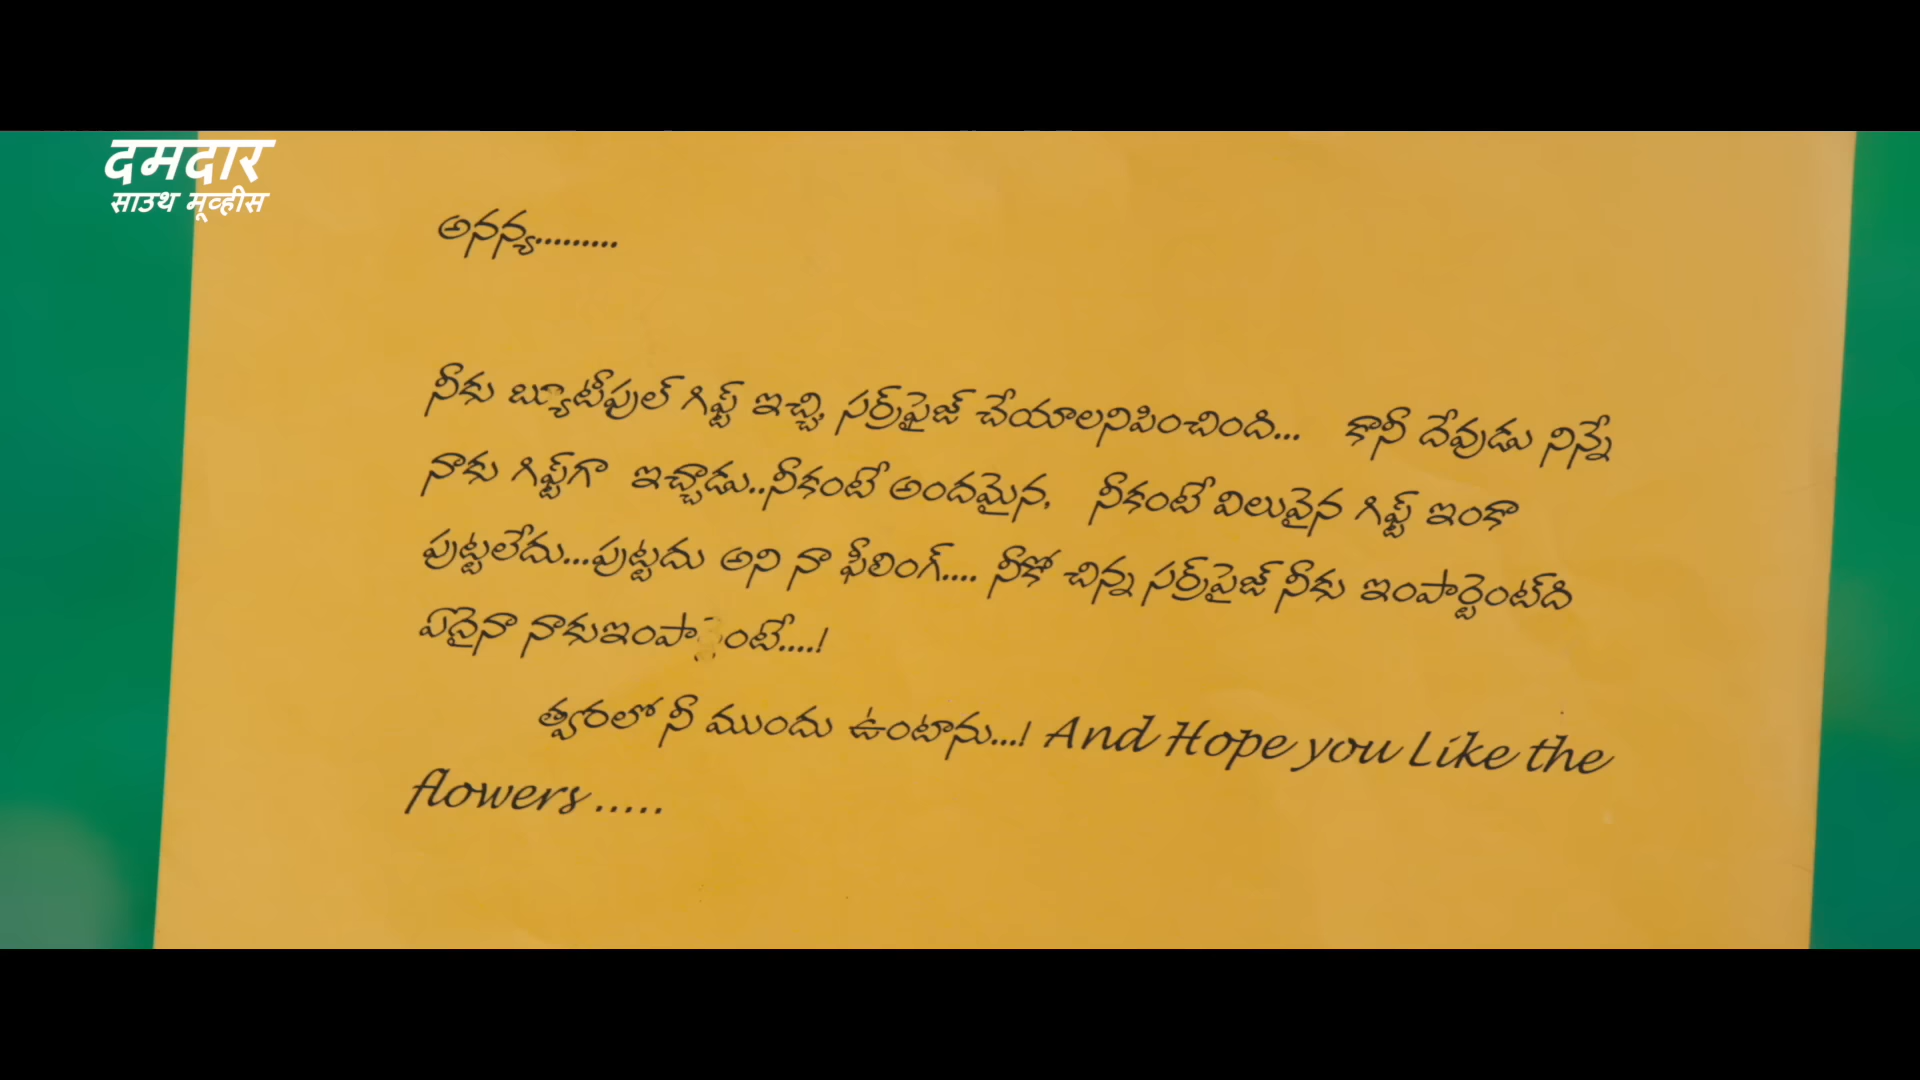 दमदार
साउथ मूव्हीस
అనన్య.........
నీకు బ్యూటీపుల్ గిఫ్ట్ ఇచ్చి, సర్ర్‌ఫైజ్ చేయాలనిపించింది... కానీ దేవుడు నిన్నే
నాకు గిఫ్ట్‌గా ఇచ్చాడు..నీకంటే అందమైన, నీకంటే విలువైన గిఫ్ట్ ఇంకా
పుట్టలేదు...పుట్టదు అని నా ఫీలింగ్.... నీకో చిన్న సర్ర్‌పైజ్ నీకు ఇంపార్టెంట్‌ది
ఏదైనా నాకు
త్వరలో నీ ముందు ఉంటాను...! And Hope you Like the
flowers .....